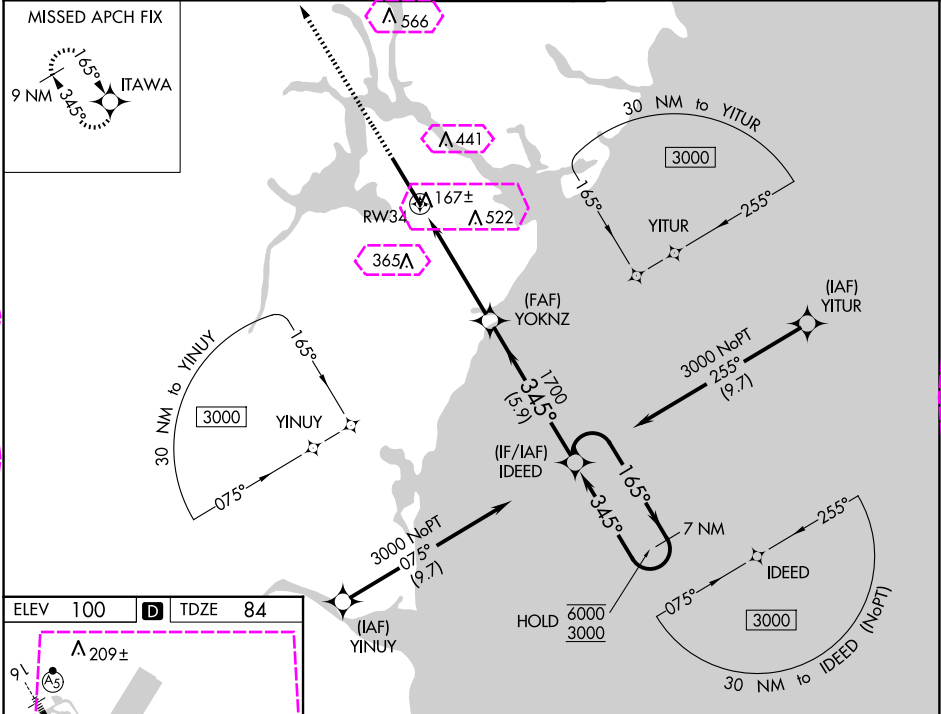 MISSED APCH FIX
165°
ITAWA
9 NM
345°
566
441
167±
RW34
522
365
30 NM to YITUR
3000
165°
255°
YITUR
(FAF)
YOKNZ
(IAF)
YITUR
3000 NoPT
255°
(9.7)
1700
345°
(5.9)
30 NM to YINUY
165°
3000
YINUY
075°
(IF/IAF)
IDEED
165°
345°
7 NM
HOLD 6000
3000
3000 NoPT
075°
(9.7)
(IAF)
YINUY
255°
IDEED
075°
3000
30 NM to IDEED (NoPT)
ELEV 100 D TDZE 84
209±
16
A5